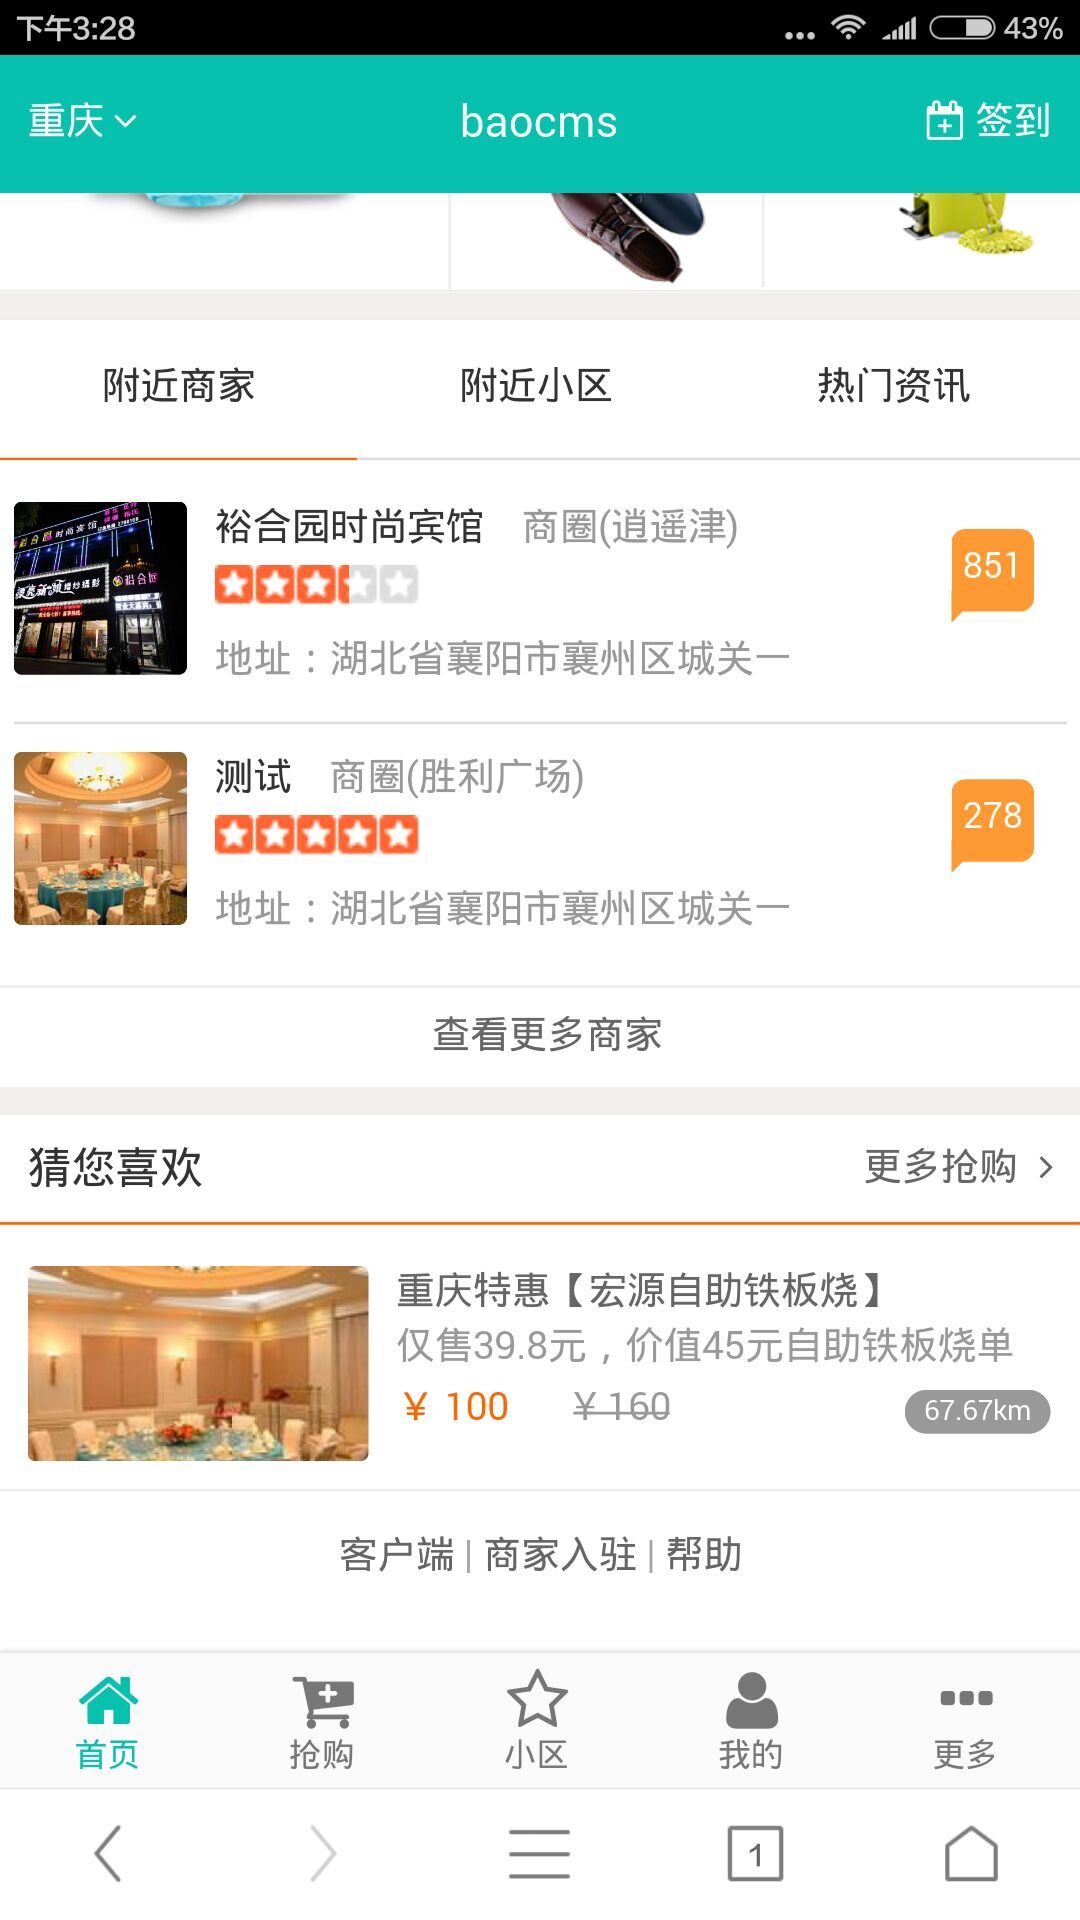 下午3:28
43%
重庆
baocms
签到
附近商家 附近小区 热门资讯
裕合园时尚宾馆 商圈(逍遥津)
851
地址：湖北省襄阳市襄州区城关一
测试 商圈(胜利广场)
278
地址：湖北省襄阳市襄州区城关一
查看更多商家
猜您喜欢 更多抢购
重庆特惠【宏源自助铁板烧】
仅售39.8元，价值45元自助铁板烧单
¥ 100 ¥ 160 67.67km
客户端 | 商家入驻 | 帮助
首页 抢购 小区 我的 更多
1